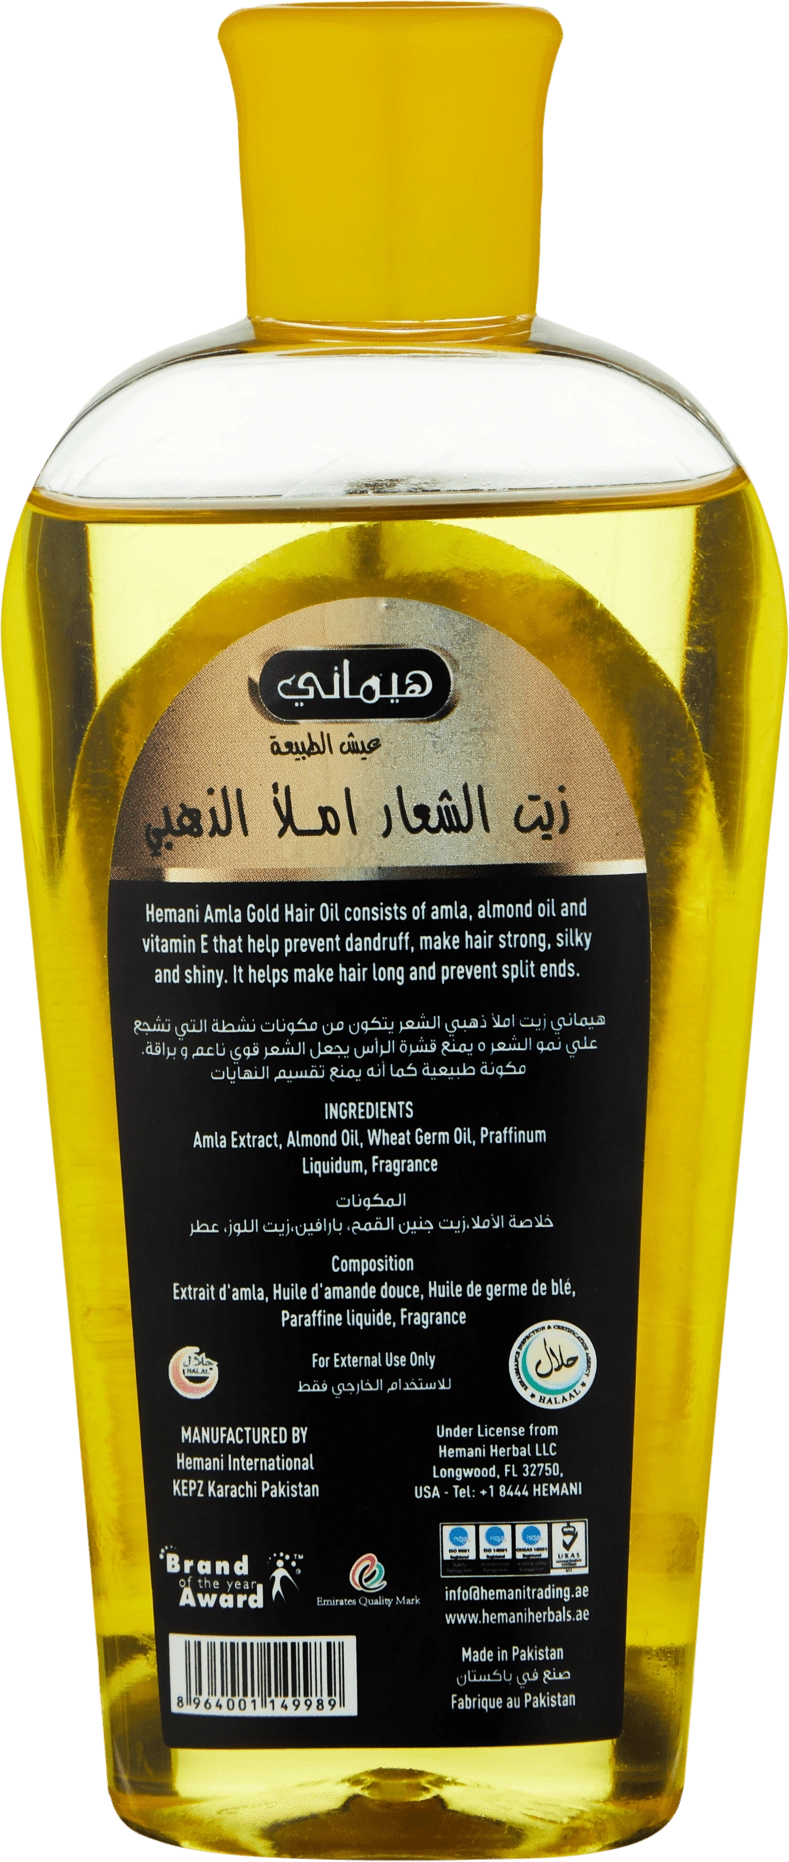 هيماني
عيش الطبيعة
زيت الشعار املأ الذهبي
Hemani Amla Gold Hair Oil consists of amla, almond oil and
vitamin E that help prevent dandruff, make hair strong, silky
and shiny. It helps make hair long and prevent split ends.
هيماني زيت املأ ذهبي الشعر يتكون من مكونات نشطة التي تشجع
علي نمو الشعر ه يمنع قشرة الرأس يجعل الشعر قوي ناعم و براقة.
مكونة طبيعية كما أنه يمنع تقسيم النهايات
INGREDIENTS
Amla Extract, Almond Oil, Wheat Germ Oil, Praffinum
Liquidum, Fragrance
المكونات
خلاصة الأملا،زيت جنين القمح، بارافين،زيت اللوز، عطر
Composition
Extrait d'amla, Huile d'amande douce, Huile de germe de blé,
Paraffine liquide, Fragrance
حلال
HALAL
For External Use Only
للاستخدام الخارجي فقط
حلال
HALAAL
MANUFACTURED BY
Hemani International
KEPZ Karachi Pakistan
Under License from
Hemani Herbal LLC
Longwood, FL 32750,
USA - Tel: +1 8444 HEMANI
Brand
of the year
Award
TM
Emirates Quality Mark
UKAS
info@hemanitrading.ae
www.hemaniherbals.ae
8 964001 149989
Made in Pakistan
صنع في باكستان
Fabrique au Pakistan